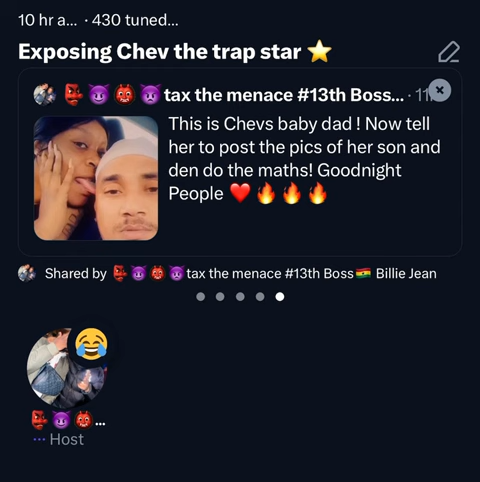 10 hr a... · 430 tuned...
Exposing Chev the trap star ⭐
👺😈👹👿tax the menace #13th Boss... · 11
This is Chevs baby dad ! Now tell
her to post the pics of her son and
den do the maths! Goodnight
People ❤️🔥🔥🔥
Shared by 👺😈👹😈tax the menace #13th Boss🇬🇭 Billie Jean
👺😈👹...
Host